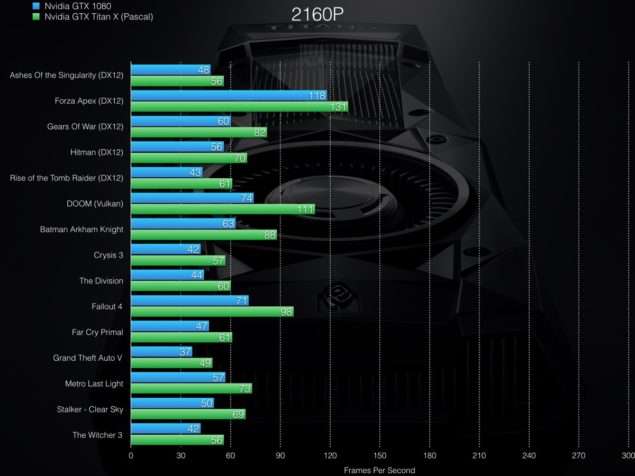 Nvidia GTX 1080
Nvidia GTX Titan X (Pascal)
2160P
Ashes Of the Singularity (DX12)
48
56
Forza Apex (DX12)
118
131
Gears Of War (DX12)
60
82
Hitman (DX12)
56
70
Rise of the Tomb Raider (DX12)
43
61
DOOM (Vulkan)
74
111
Batman Arkham Knight
63
88
Crysis 3
42
57
The Division
44
60
Fallout 4
71
98
Far Cry Primal
47
61
Grand Theft Auto V
37
49
Metro Last Light
57
73
Stalker - Clear Sky
50
69
The Witcher 3
42
56
0 30 60 90 120 150 180 210 240 270 300
Frames Per Second